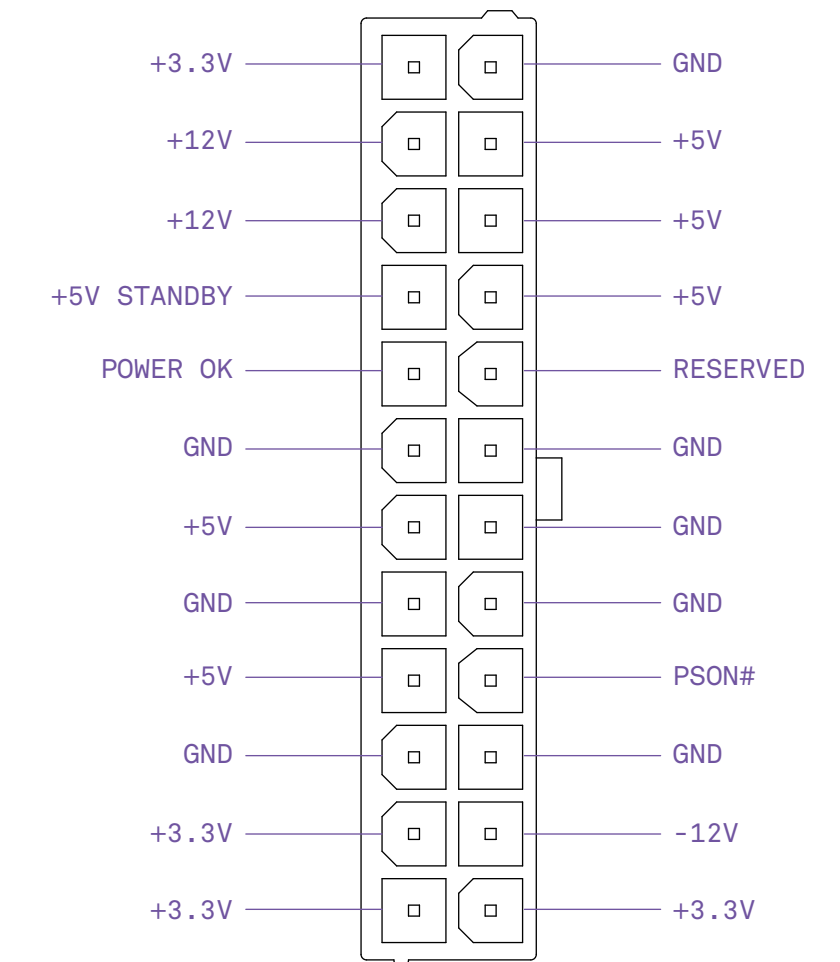 +3.3V GND
+12V +5V
+12V +5V
+5V STANDBY +5V
POWER OK RESERVED
GND GND
+5V GND
GND GND
+5V PSON#
GND GND
+3.3V -12V
+3.3V +3.3V